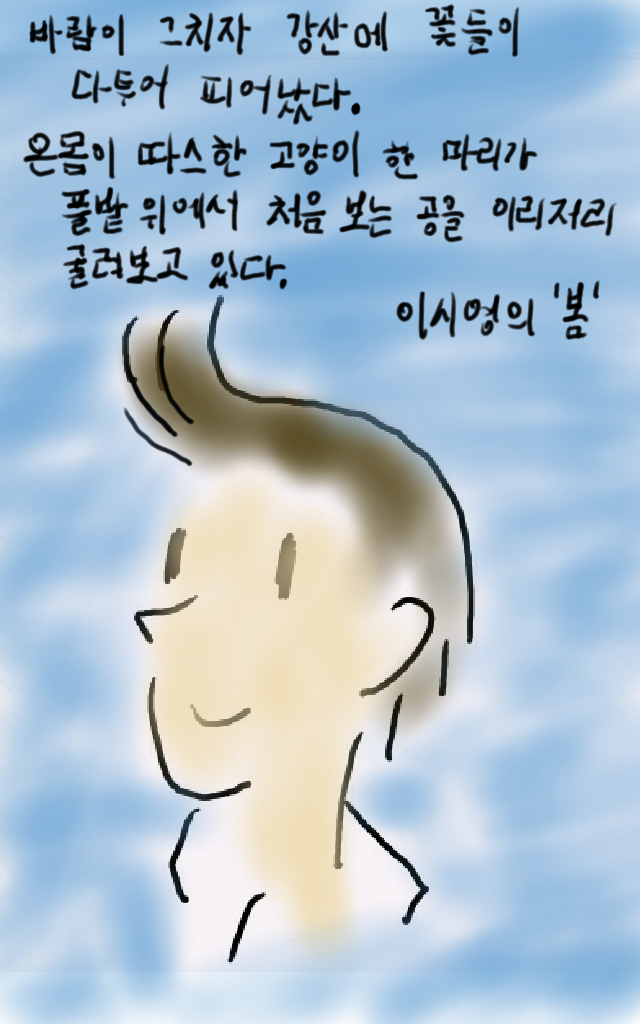 바람이 그치자 강산에 꽃들이
다투어 피어났다.
온몸이 따스한 고양이 한 마리가
풀밭 위에서 처음 보는 공을 이리저리
굴려보고 있다.
이시영의 '봄'